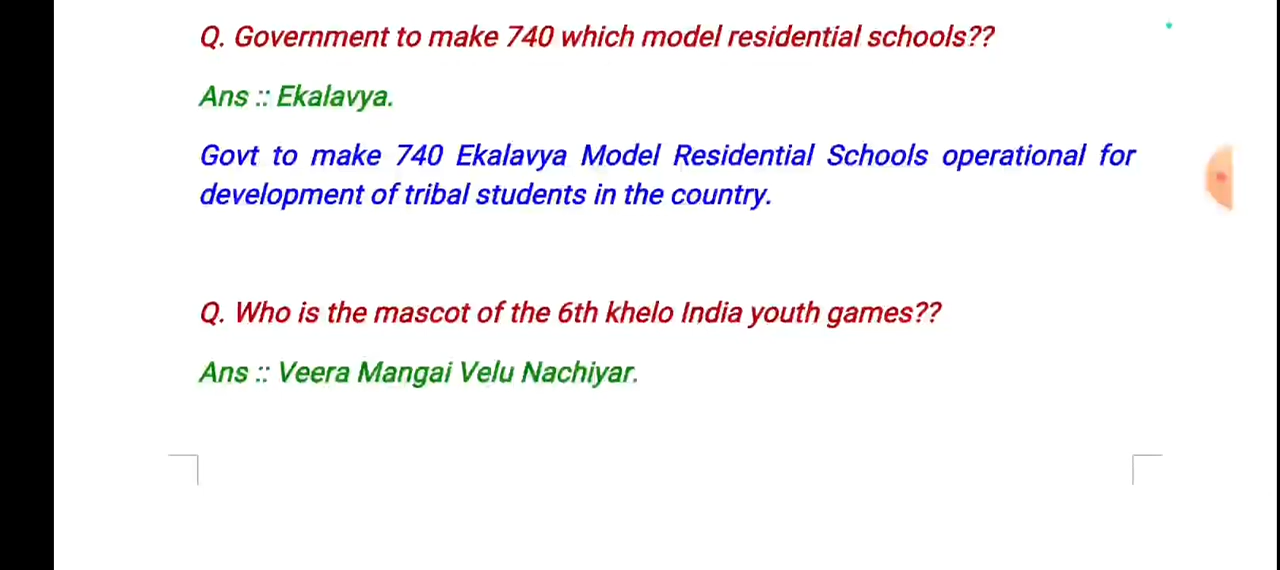 Q. Government to make 740 which model residential schools??
Ans :: Ekalavya.
Govt to make 740 Ekalavya Model Residential Schools operational for
development of tribal students in the country.
Q. Who is the mascot of the 6th khelo India youth games??
Ans :: Veera Mangai Velu Nachiyar.